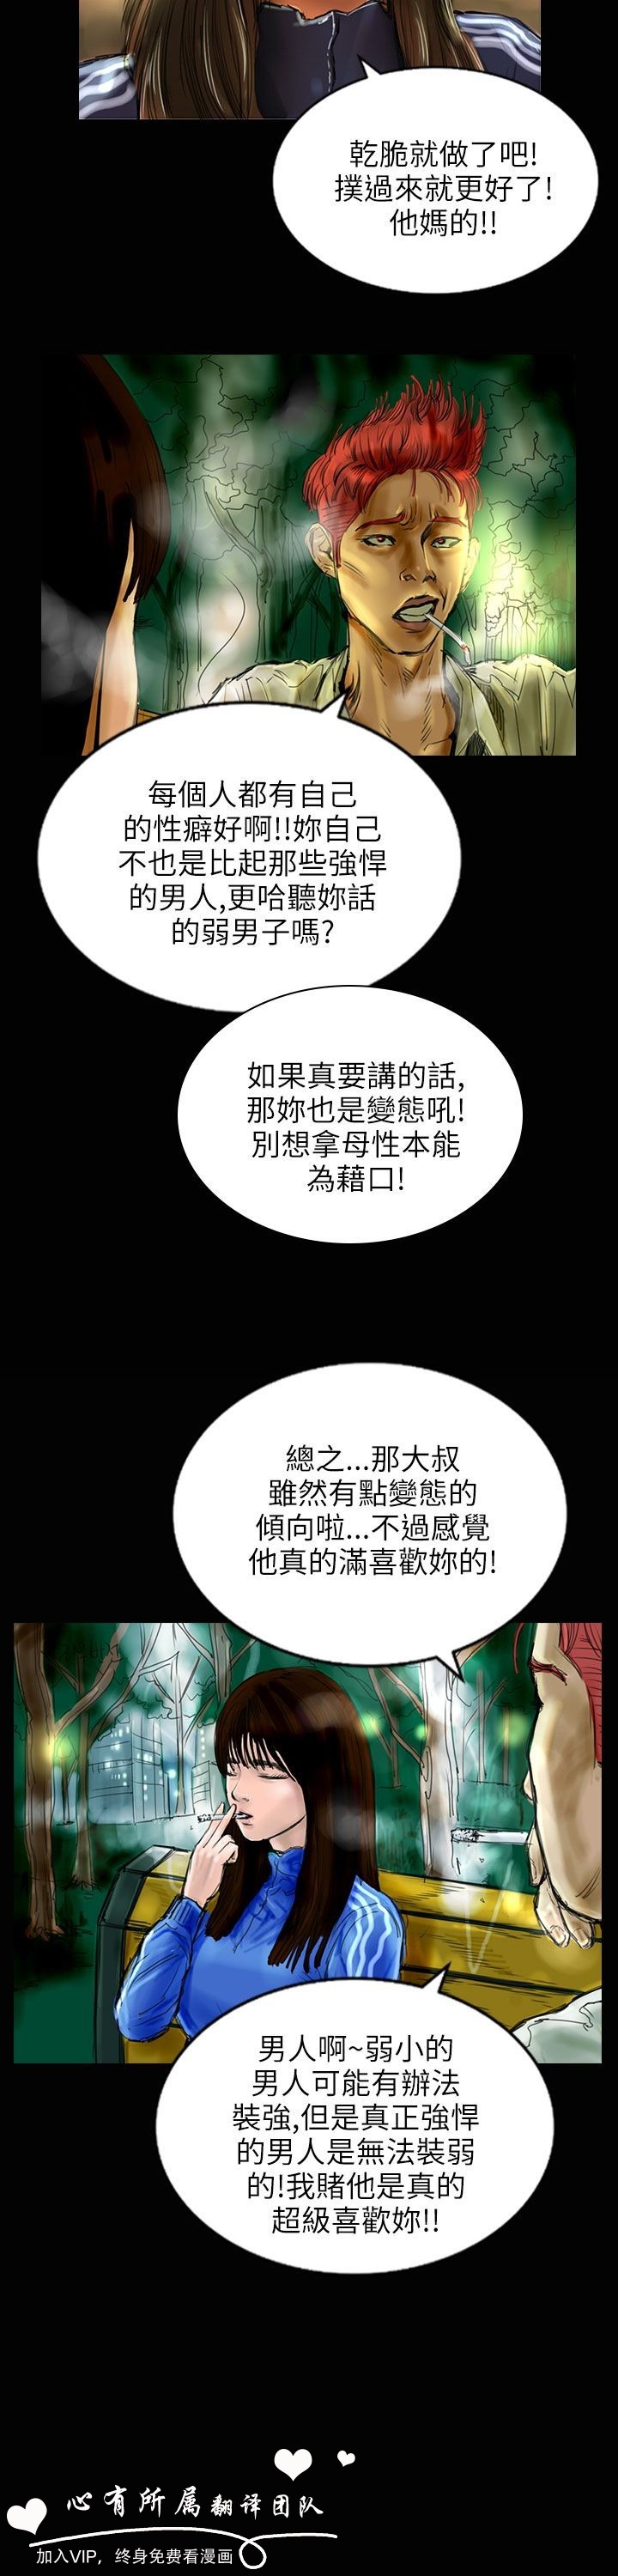 乾脆就做了吧!
撲過來就更好了!
他媽的!!
每個人都有自己
的性癖好啊!!妳自己
不也是比起那些強悍
的男人,更哈聽妳話
的弱男子嗎?
如果真要講的話,
那妳也是變態吼!
別想拿母性本能
為藉口!
總之...那大叔
雖然有點變態的
傾向啦...不過感覺
他真的滿喜歡妳的!
男人啊~弱小的
男人可能有辦法
裝強,但是真正強悍
的男人是無法裝弱
的!我賭他是真的
超級喜歡妳!!
心有所属翻译团队
加入VIP，终身免费看漫画